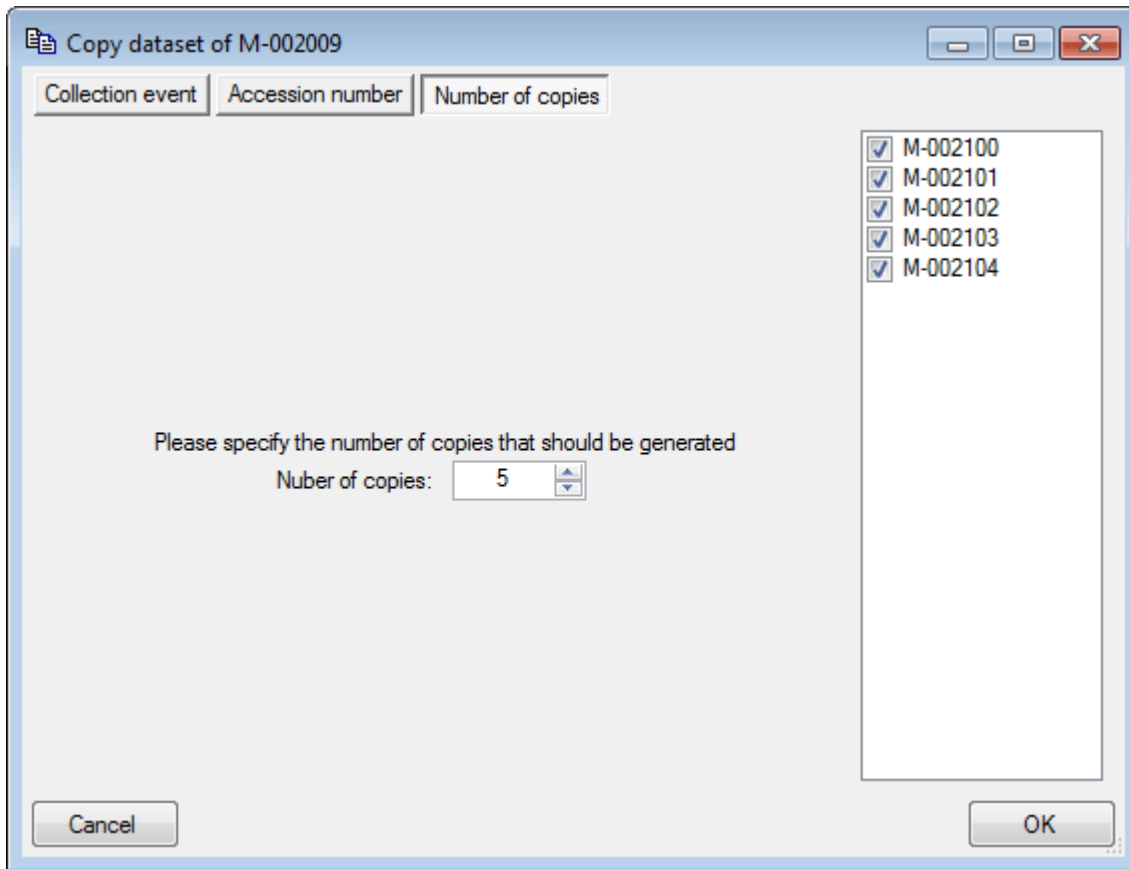 Copy dataset of M-002009
Collection event Accession number Number of copies
M-002100
M-002101
M-002102
M-002103
M-002104
Please specify the number of copies that should be generated
Nuber of copies: 5
Cancel OK